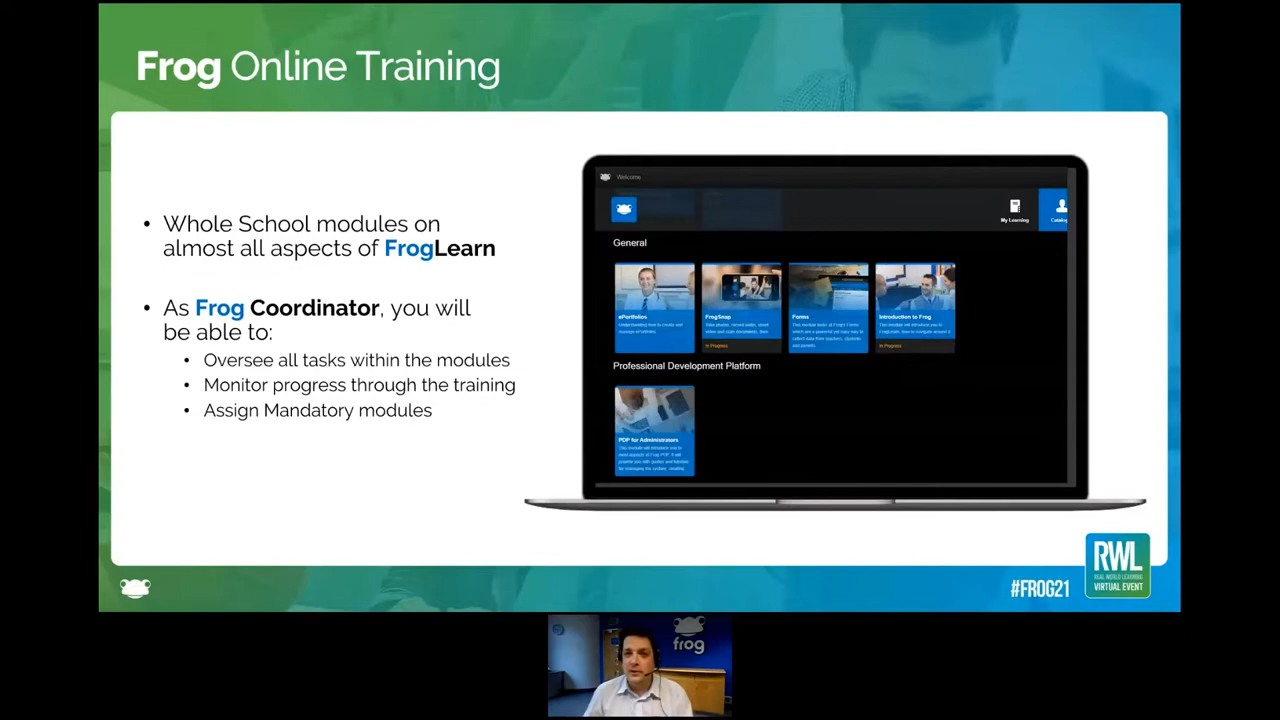 Frog Online Training
• Whole School modules on
almost all aspects of FrogLearn
• As Frog Coordinator, you will
be able to:
• Oversee all tasks within the modules
• Monitor progress through the training
• Assign Mandatory modules
Welcome
My Learning
General
ePortfolios
FrogSnap
Forms
Introduction to Frog
In Progress
In Progress
Professional Development Platform
PDP for Administrators
RWL
REAL WORLD LEARNING
VIRTUAL EVENT
#FROG21
frog